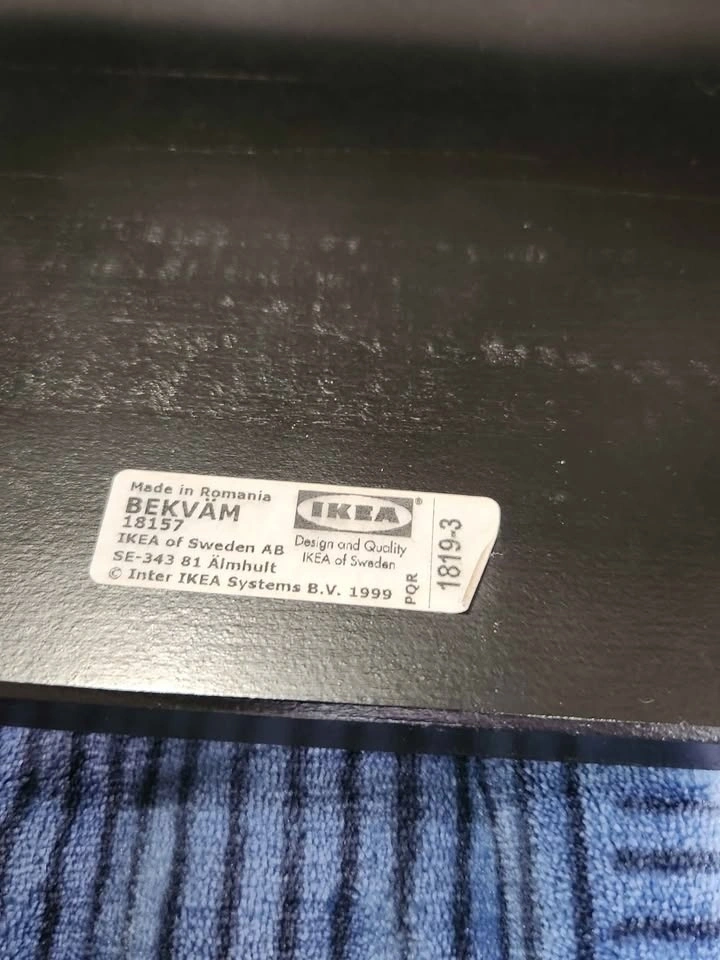 Made in Romania
BEKVÄM
18157
IKEA of Sweden AB
SE-343 81 Älmhult
© Inter IKEA Systems B.V. 1999
IKEA®
Design and Quality
IKEA of Sweden
PQR
1819-3